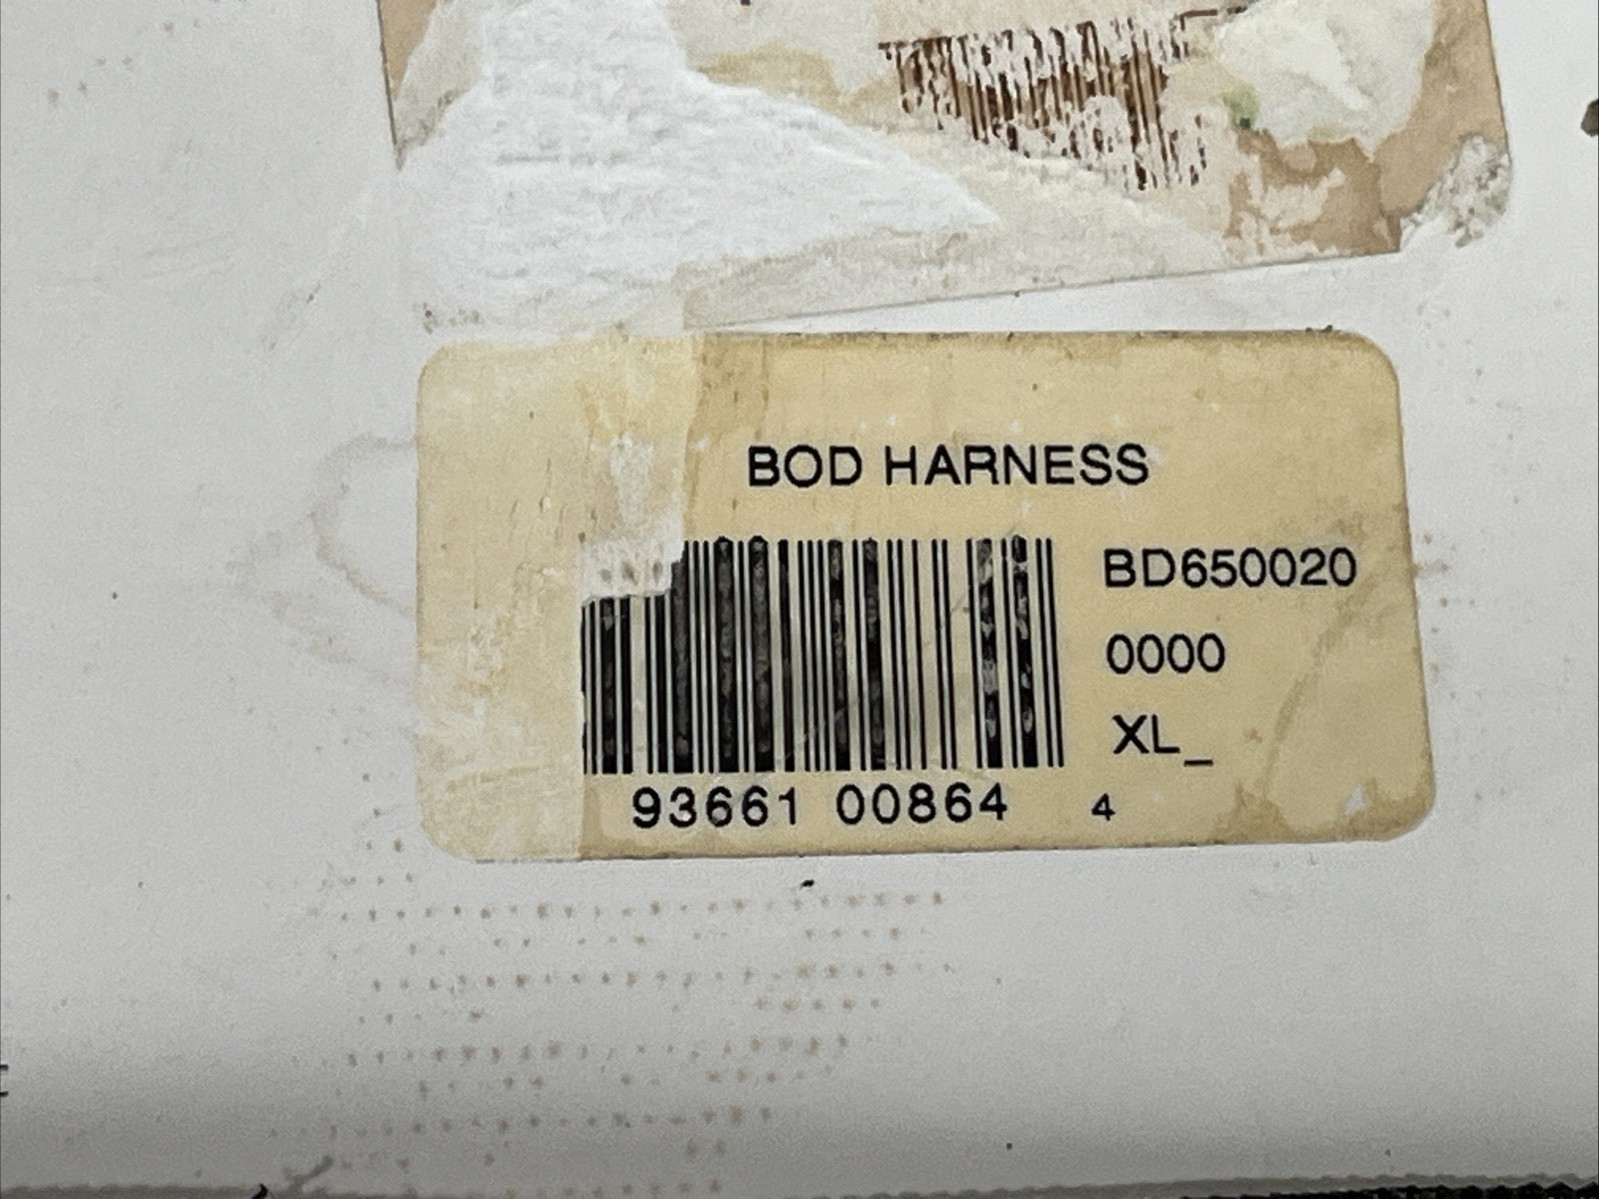 BOD HARNESS
BD650020
0000
XL_
93661 00864 4